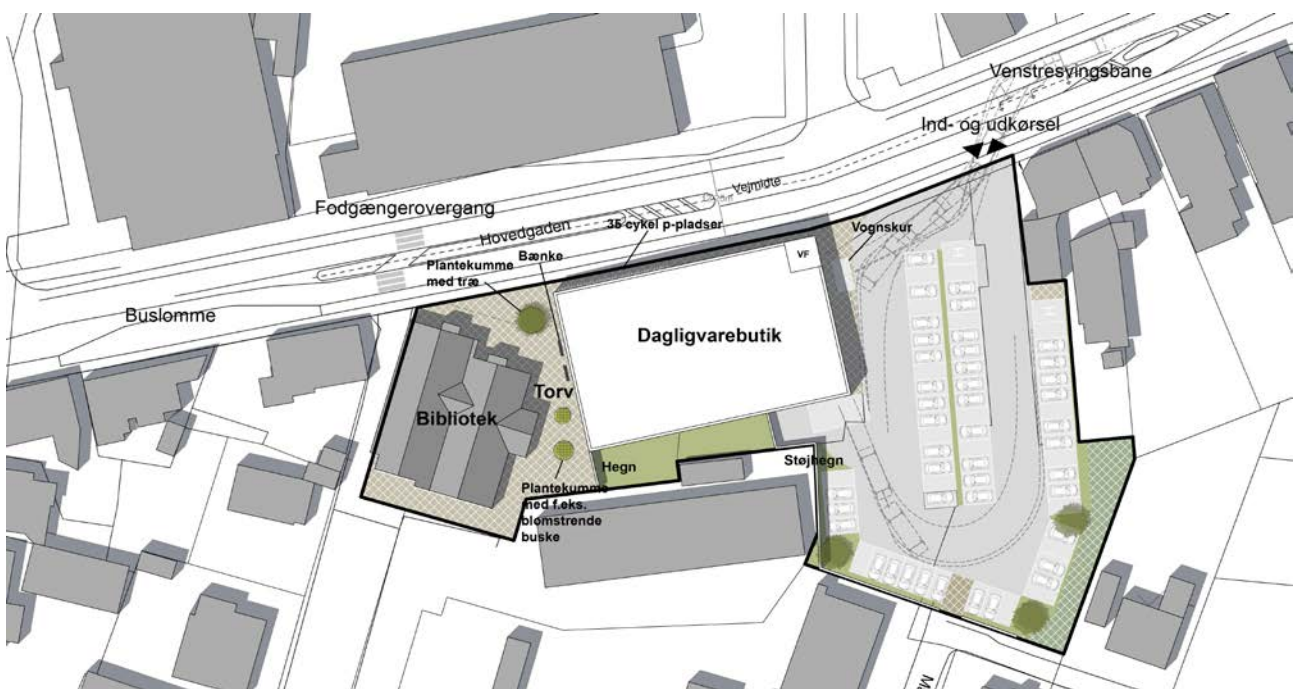 Venstresvingsbane
Ind- og udkørsel
Vejmidte
Fodgængerovergang
Hovedgaden
35 cykel p-pladser
Vognskur
Bænke
Plantekumme
med træ
VF
Buslomme
Dagligvarebutik
Torv
Bibliotek
Hegn
Støjhegn
Plantekumme
med f.eks.
blomstrende
buske